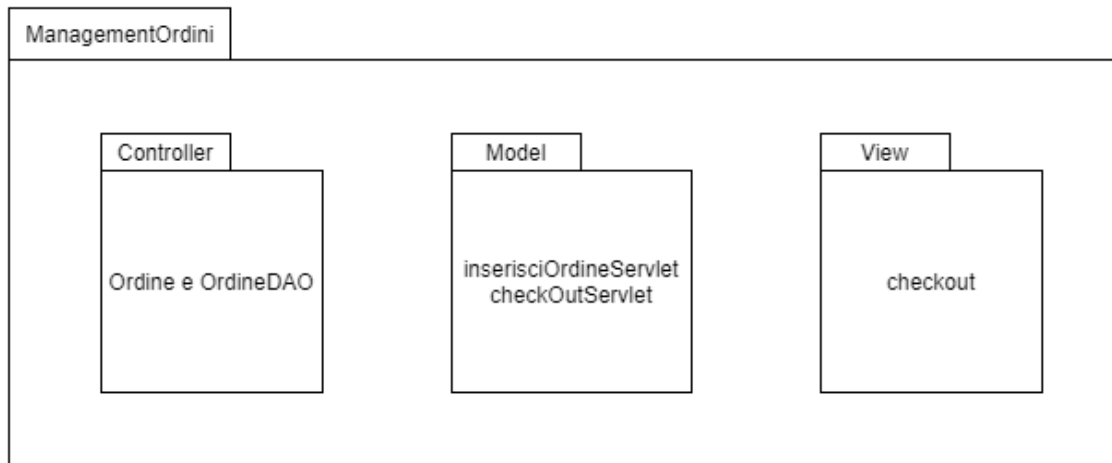 ManagementOrdini
Controller
Model
View
Ordine e OrdineDAO
inserisciOrdineServlet
checkOutServlet
checkout